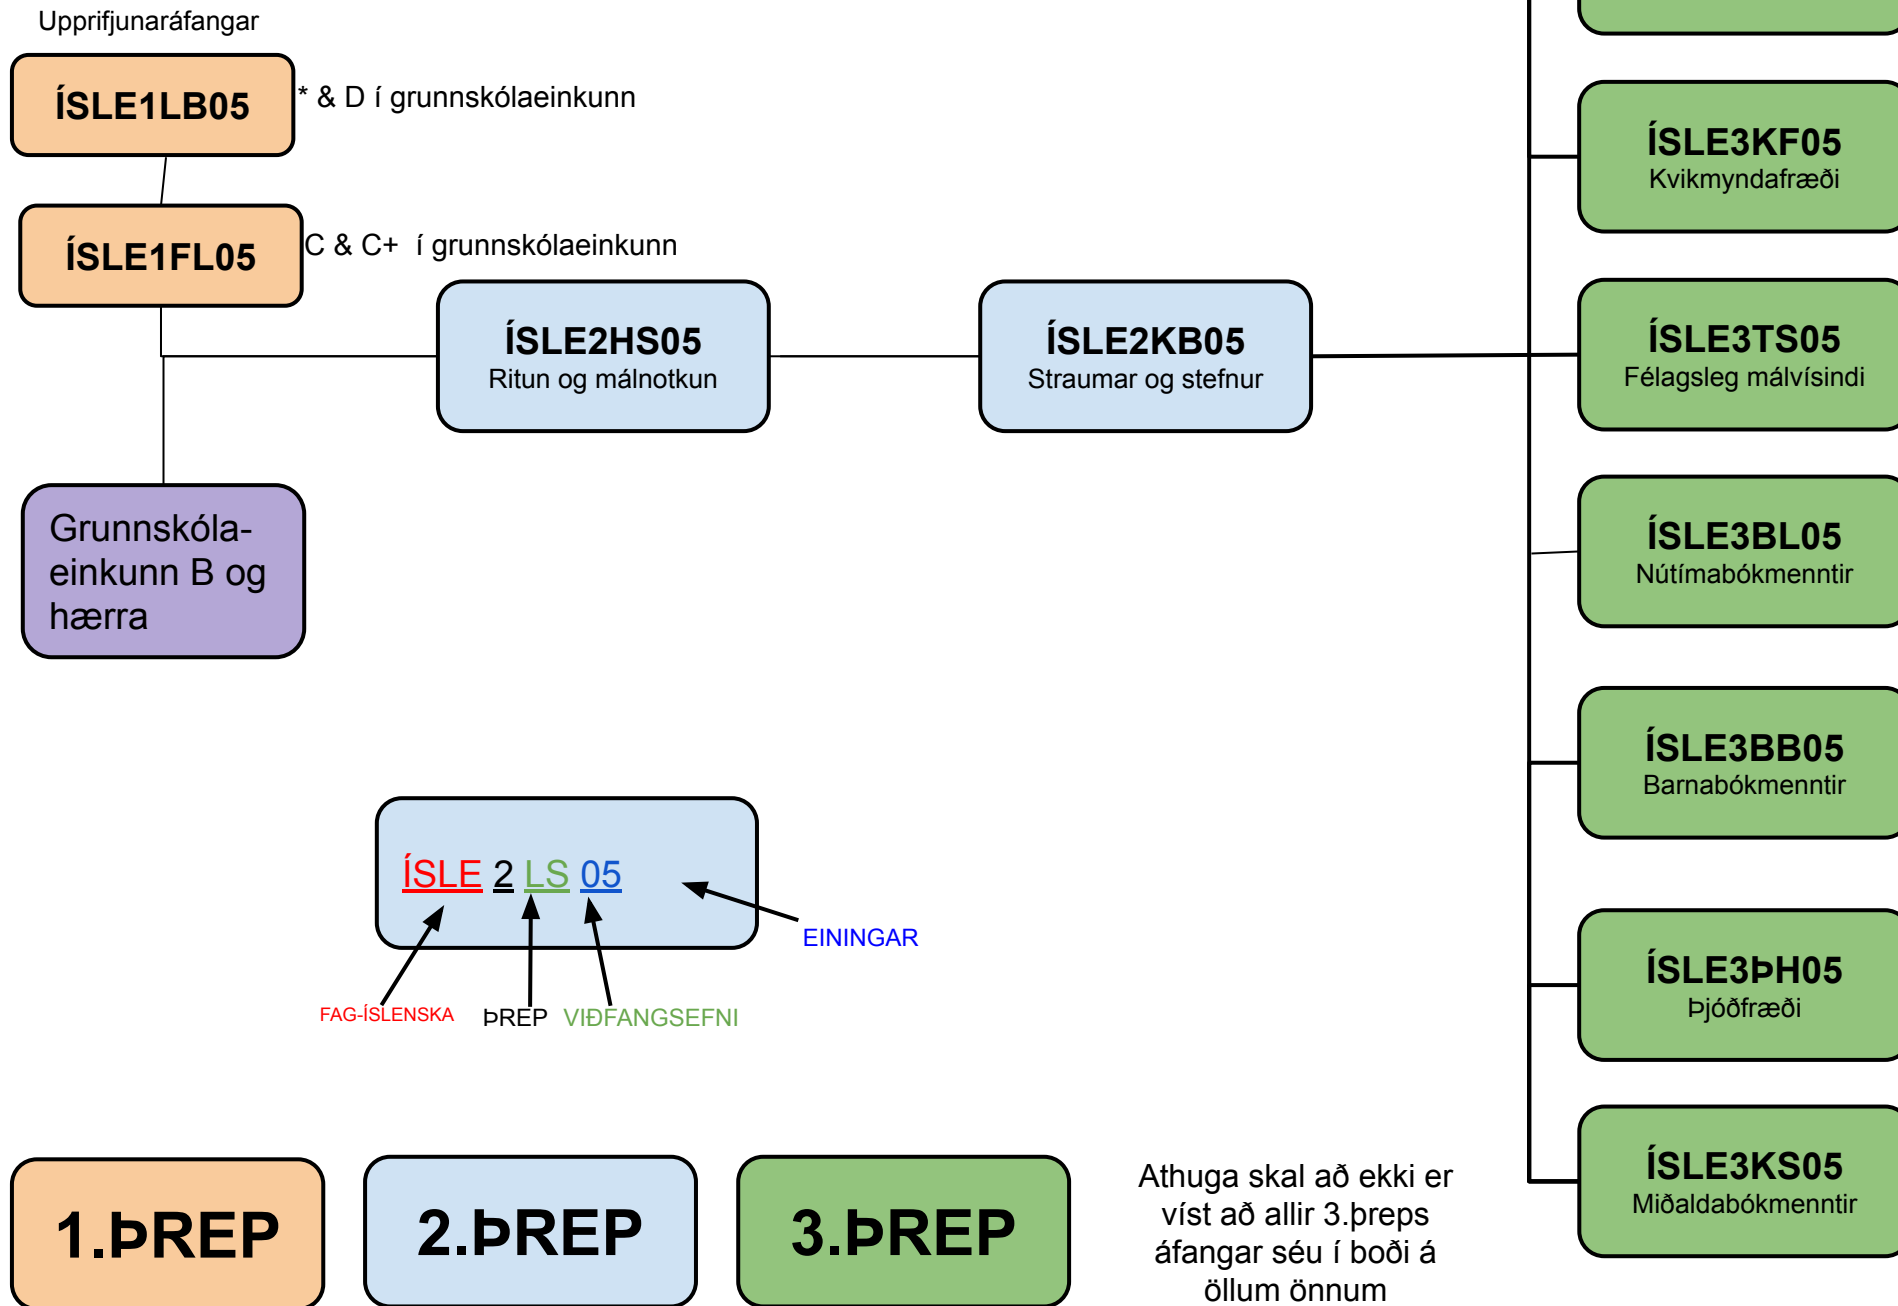 Upprifjunaráfangar
ÍSLE1LB05
* & D í grunnskólaeinkunn
ÍSLE1FL05
C & C+ í grunnskólaeinkunn
ÍSLE2HS05
Ritun og málnotkun
ÍSLE2KB05
Straumar og stefnur
Grunnskóla-
einkunn B og
hærra
ÍSLE3KF05
Kvikmyndafræði
ÍSLE3TS05
Félagsleg málvísindi
ÍSLE3BL05
Nútímabókmenntir
ÍSLE3BB05
Barnabókmenntir
ÍSLE3ÞH05
Þjóðfræði
ÍSLE3KS05
Miðaldabókmenntir
ÍSLE 2 LS 05
EININGAR
FAG-ÍSLENSKA
ÞREP
VIÐFANGSEFNI
1.ÞREP
2.ÞREP
3.ÞREP
Athuga skal að ekki er
víst að allir 3.þreps
áfangar séu í boði á
öllum önnum